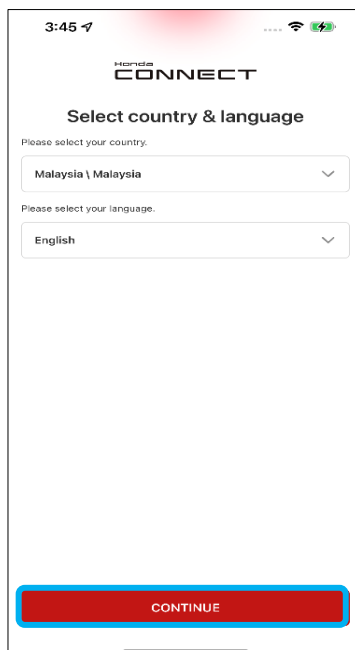 3:45
Honda
CONNECT
Select country & language
Please select your country.
Malaysia \ Malaysia
Please select your language.
English
CONTINUE